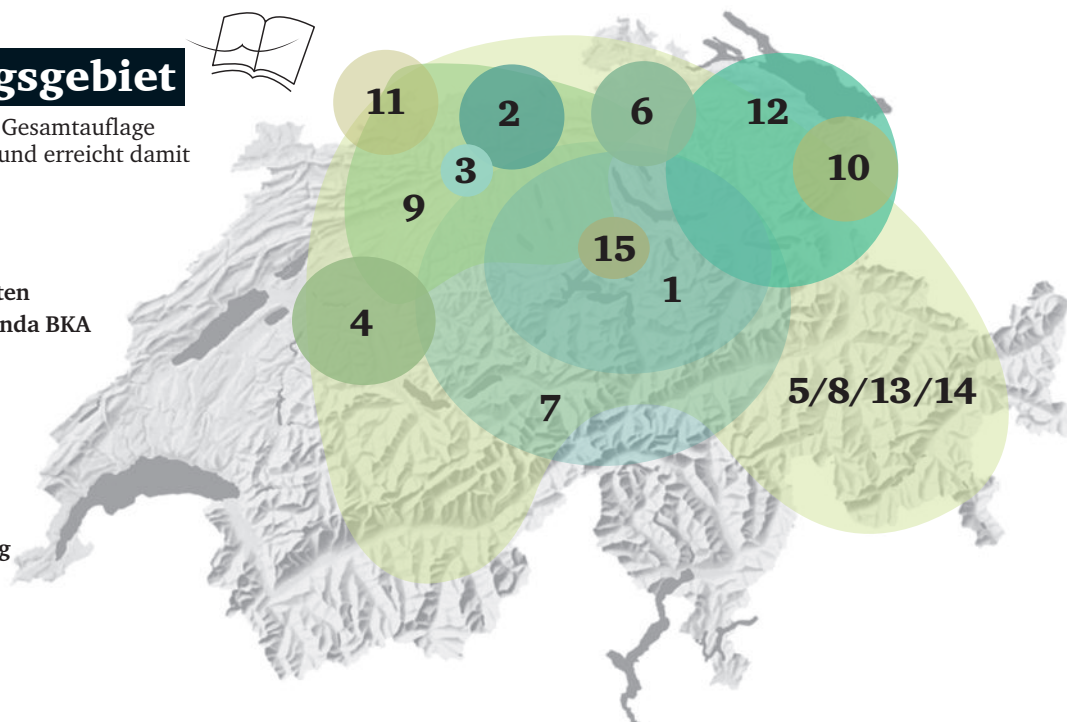 gsgebiet
Gesamtauflage
und erreicht damit
ten
nda BKA
g
11
2
6
12
3
10
9
15
1
4
5/8/13/14
7